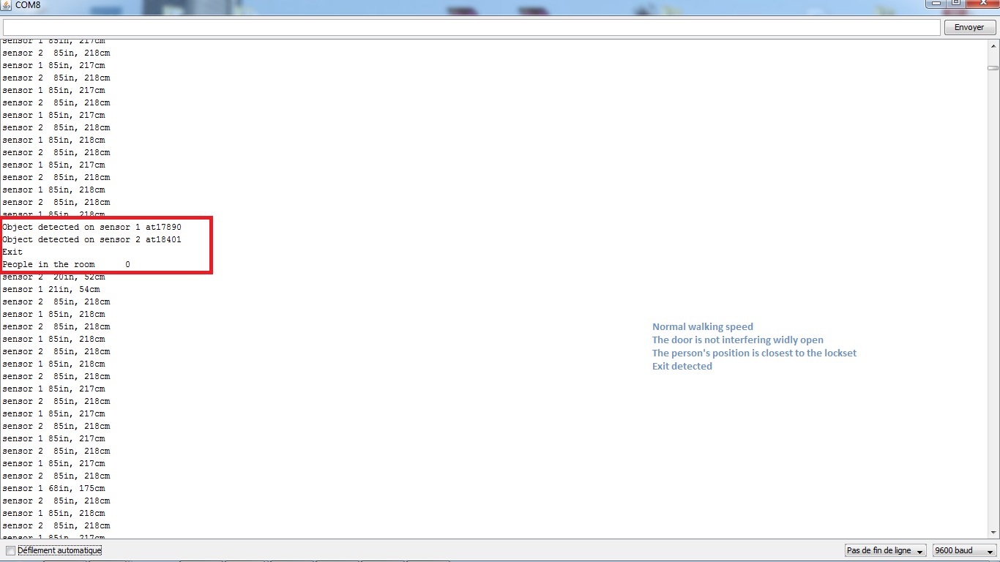 COM8
Envoyer
sensor 1 85in, 217cm
sensor 2  85in, 218cm
sensor 1 85in, 217cm
sensor 2  85in, 218cm
sensor 1 85in, 217cm
sensor 2  85in, 218cm
sensor 1 85in, 217cm
sensor 2  85in, 218cm
sensor 1 85in, 218cm
sensor 2  85in, 218cm
sensor 1 85in, 217cm
sensor 2  85in, 218cm
sensor 1 85in, 218cm
sensor 2  85in, 218cm
sensor 1 85in, 218cm
Object detected on sensor 1 at17890
Object detected on sensor 2 at18401
Exit
People in the room      0
sensor 2  20in, 52cm
sensor 1 21in, 54cm
sensor 2  85in, 218cm
sensor 1 85in, 218cm
sensor 2  85in, 218cm
sensor 1 85in, 218cm
sensor 2  85in, 218cm
sensor 1 85in, 218cm
sensor 2  85in, 218cm
sensor 1 85in, 217cm
sensor 2  85in, 218cm
sensor 1 85in, 217cm
sensor 2  85in, 218cm
sensor 1 85in, 217cm
sensor 2  85in, 218cm
sensor 1 85in, 217cm
sensor 2  85in, 218cm
sensor 1 68in, 175cm
sensor 2  85in, 218cm
sensor 1 85in, 218cm
sensor 2  85in, 218cm
sensor 1 85in, 217cm
Normal walking speed
The door is not interfering widly open
The person's position is closest to the lockset
Exit detected
Défilement automatique
Pas de fin de ligne
9600 baud